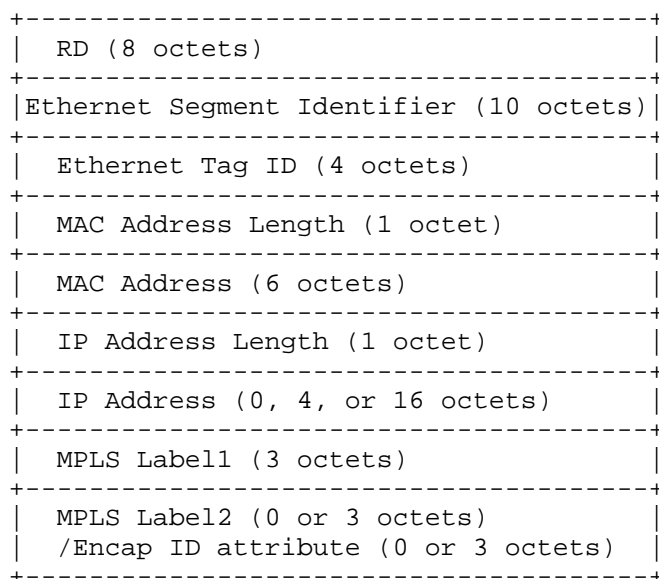 RD (8 octets)
Ethernet Segment Identifier (10 octets)
Ethernet Tag ID (4 octets)
MAC Address Length (1 octet)
MAC Address (6 octets)
IP Address Length (1 octet)
IP Address (0, 4, or 16 octets)
MPLS Label1 (3 octets)
MPLS Label2 (0 or 3 octets)
/Encap ID attribute (0 or 3 octets)